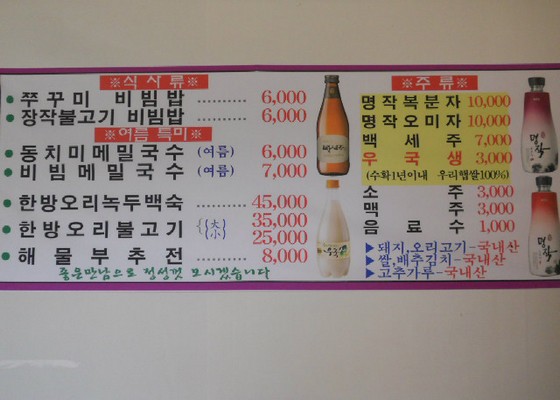 ※식사류※
쭈꾸미 비빔밥 .......... 6,000
장작불고기 비빔밥 .......... 6,000
※여름특미※
동치미메밀국수 (여름) 6,000
비빔메밀국수 (여름) 7,000
한방오리녹두백숙 ........ 45,000
한방오리불고기 {大 35,000
小 25,000
해물부추전 ............ 8,000
좋은만남으로 정성껏 모시겠습니다
※주류※
명작복분자 10,000
명작오미자 10,000
백세주 7,000
우국생 3,000
(수확1년이내 우리햅쌀100%)
소주 3,000
맥주 3,000
음료수 1,000
▶돼지,오리고기-국내산
▶쌀,배추김치-국내산
▶고추가루-국내산
명작
명작